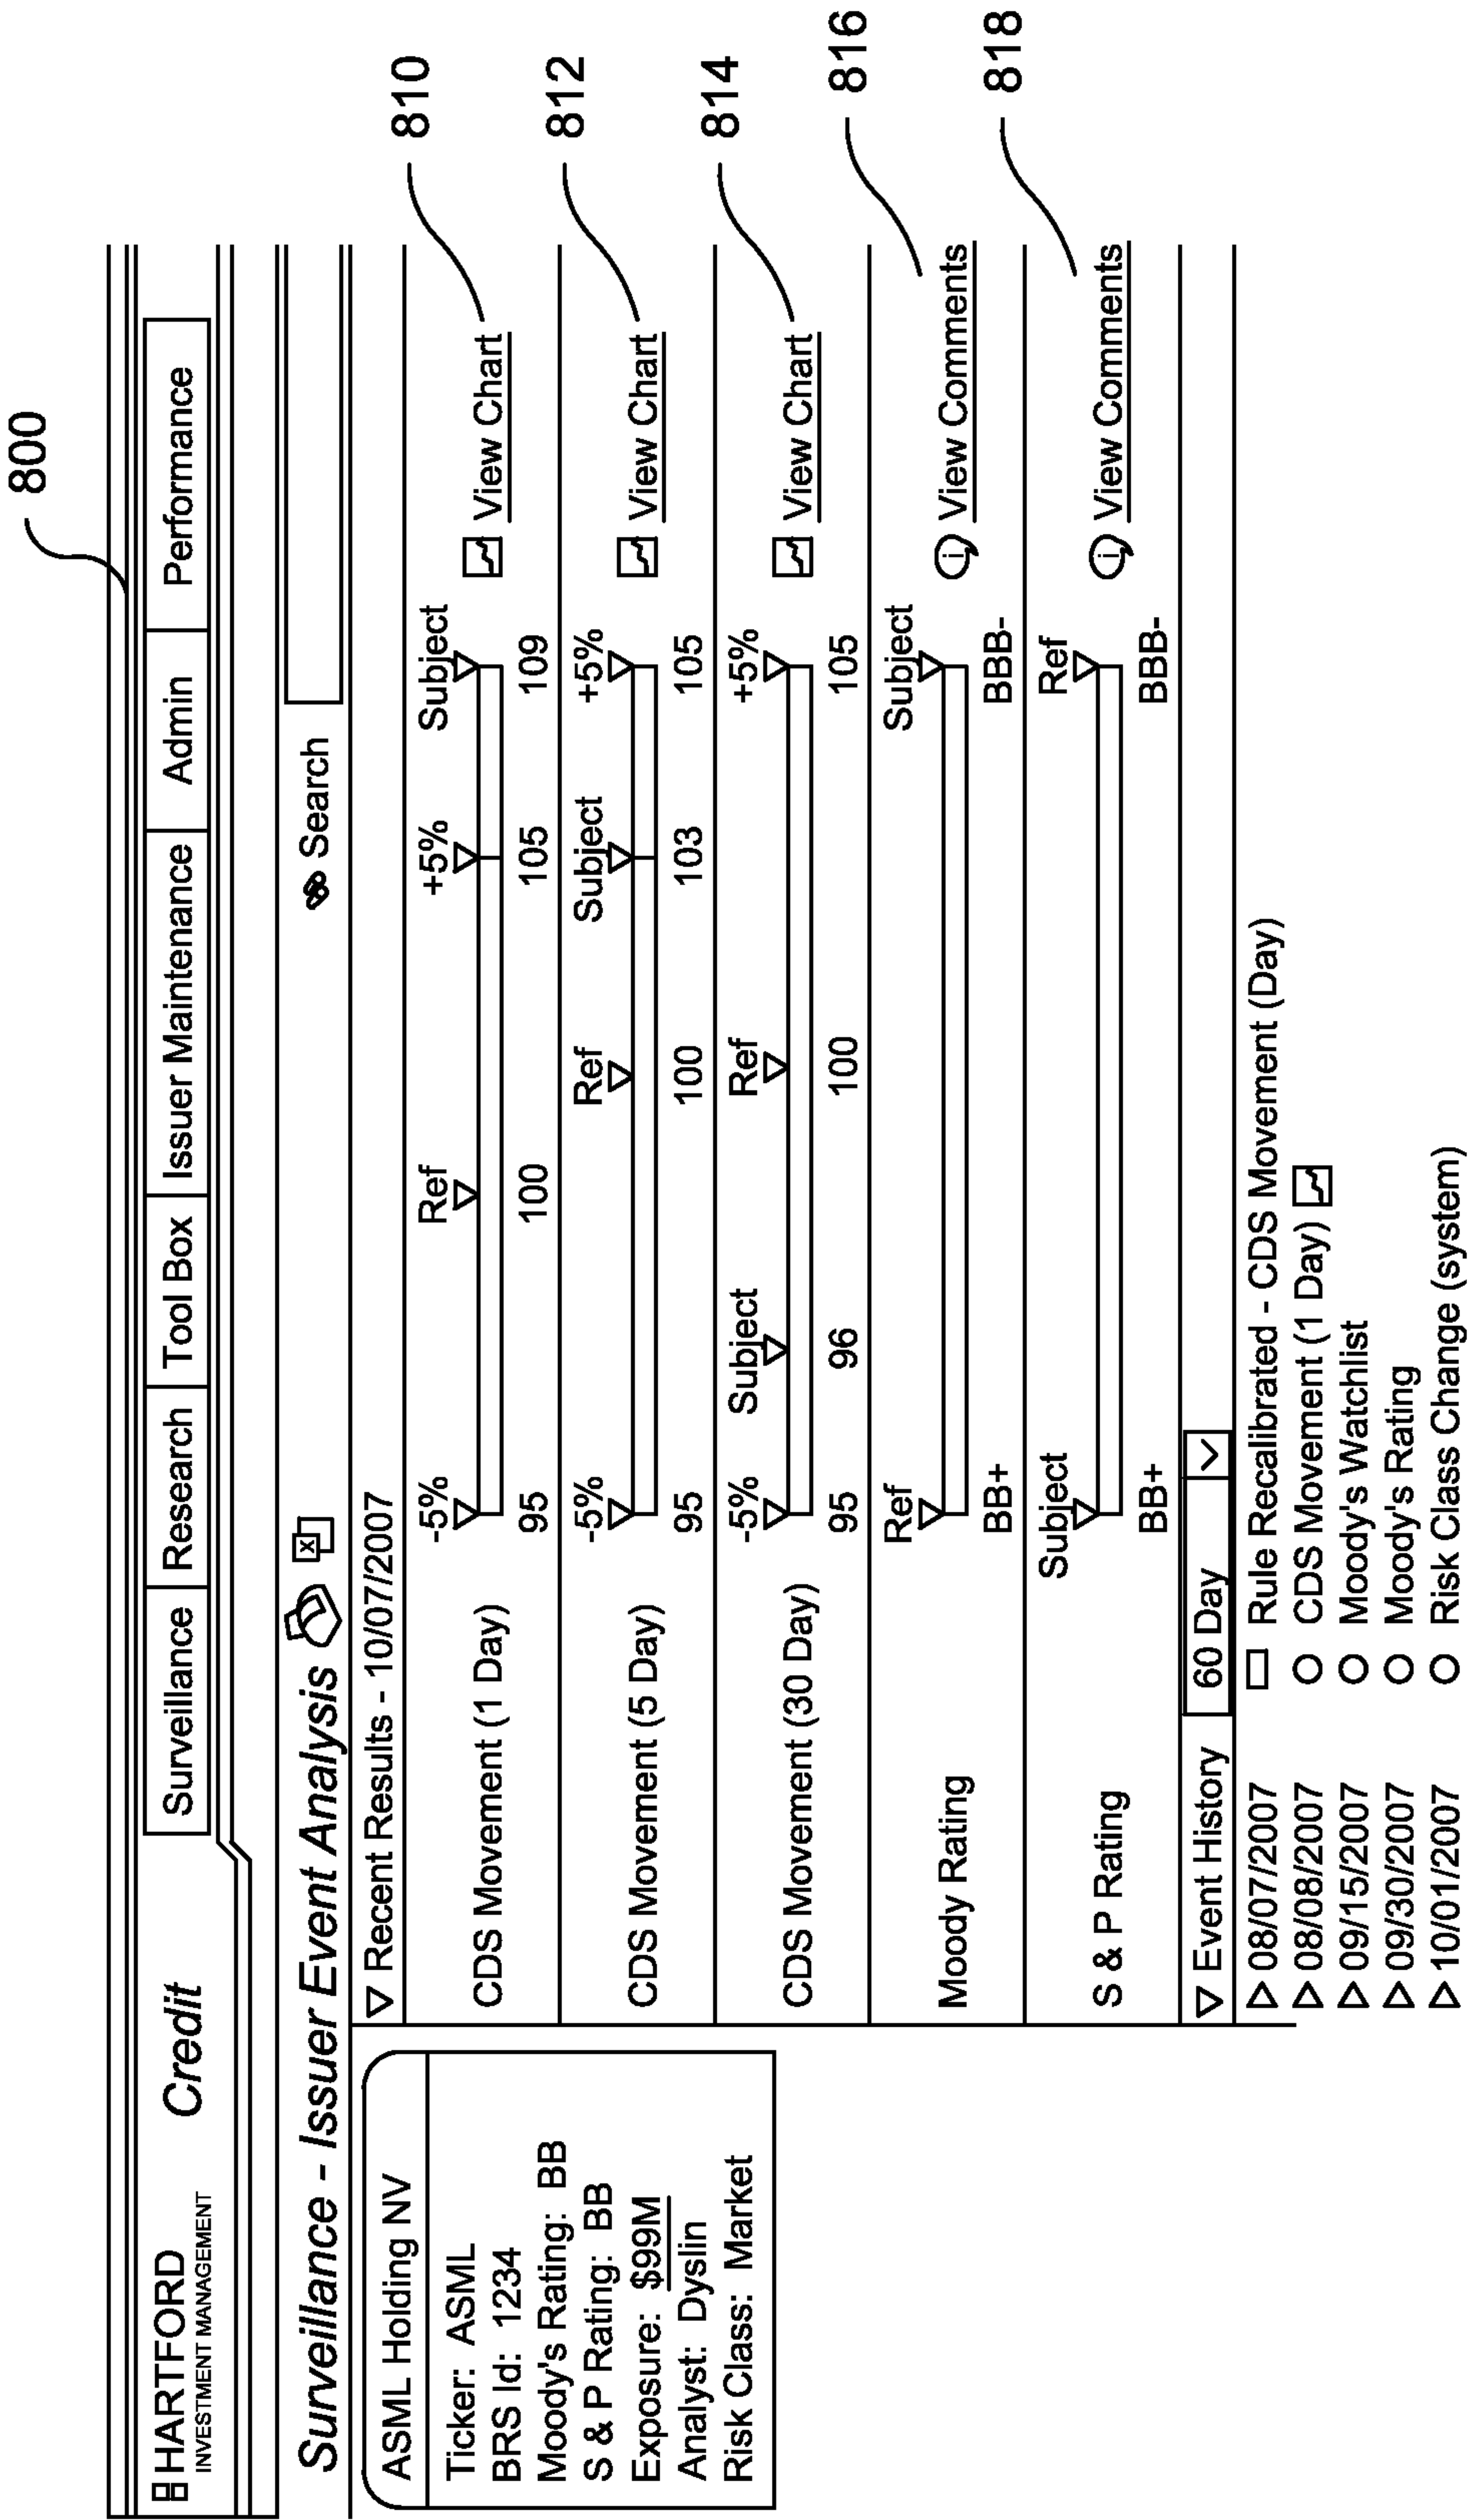 800
HARTFORD
INVESTMENT MANAGEMENT
Credit
Surveillance Research Tool Box Issuer Maintenance Admin Performance
Surveillance - Issuer Event Analysis x Search
ASML Holding NV
Ticker: ASML
BRS Id: 1234
Moody's Rating: BB
S & P Rating: BB
Exposure: $99M
Analyst: Dyslin
Risk Class: Market
Recent Results - 10/07/2007
-5% Ref +5% Subject
CDS Movement (1 Day) View Chart 810
95 100 105 109
-5% Ref Subject +5%
CDS Movement (5 Day) View Chart 812
95 100 103 105
-5% Subject Ref +5%
CDS Movement (30 Day) View Chart 814
95 96 100 105
Ref Subject
Moody Rating i View Comments 816
BB+ BBB-
Subject Ref
S & P Rating i View Comments 818
BB+ BBB-
Event History 60 Day
08/07/2007 Rule Recalibrated - CDS Movement (Day)
08/08/2007 CDS Movement (1 Day)
09/15/2007 Moody's Watchlist
09/30/2007 Moody's Rating
10/01/2007 Risk Class Change (system)